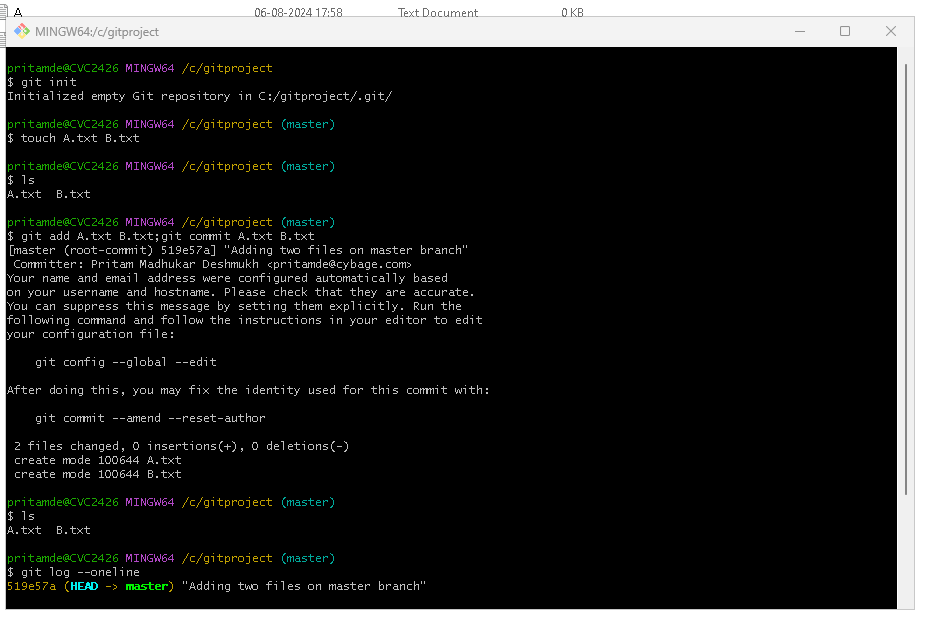 A 06-08-2024 17:58 Text Document 0 KB
MINGW64:/c/gitproject
pritamde@CVC2426 MINGW64 /c/gitproject
$ git init
Initialized empty Git repository in C:/gitproject/.git/
pritamde@CVC2426 MINGW64 /c/gitproject (master)
$ touch A.txt B.txt
pritamde@CVC2426 MINGW64 /c/gitproject (master)
$ ls
A.txt  B.txt
pritamde@CVC2426 MINGW64 /c/gitproject (master)
$ git add A.txt B.txt;git commit A.txt B.txt
[master (root-commit) 519e57a] "Adding two files on master branch"
 Committer: Pritam Madhukar Deshmukh <pritamde@cybage.com>
Your name and email address were configured automatically based
on your username and hostname. Please check that they are accurate.
You can suppress this message by setting them explicitly. Run the
following command and follow the instructions in your editor to edit
your configuration file:
    git config --global --edit
After doing this, you may fix the identity used for this commit with:
    git commit --amend --reset-author
 2 files changed, 0 insertions(+), 0 deletions(-)
 create mode 100644 A.txt
 create mode 100644 B.txt
pritamde@CVC2426 MINGW64 /c/gitproject (master)
$ ls
A.txt  B.txt
pritamde@CVC2426 MINGW64 /c/gitproject (master)
$ git log --oneline
519e57a (HEAD -> master) "Adding two files on master branch"